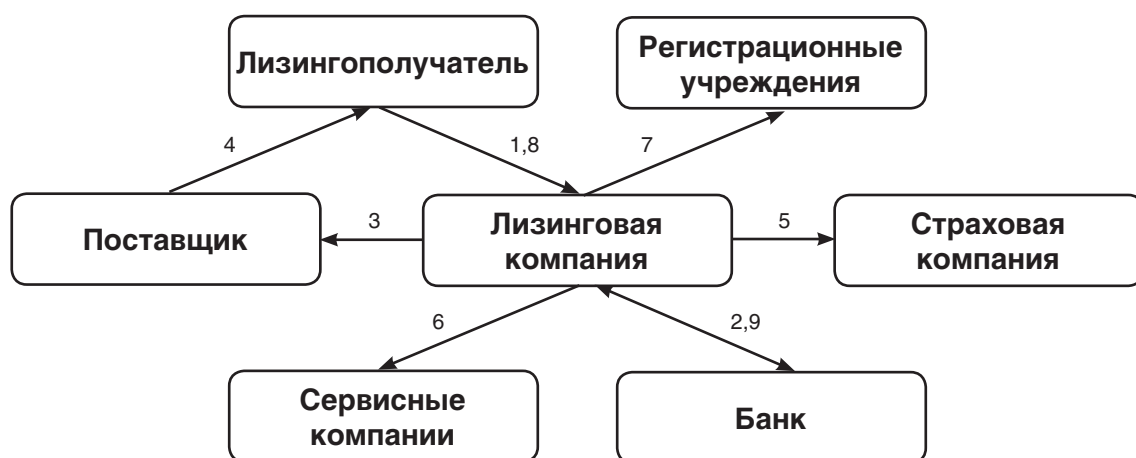 Лизингополучатель
Регистрационные
учреждения
4
1,8
7
Поставщик
3
Лизинговая
компания
5
Страховая
компания
6
2,9
Сервисные
компании
Банк